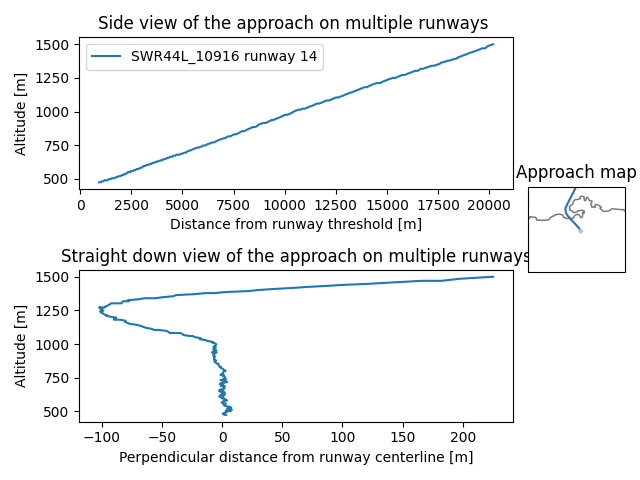 Side view of the approach on multiple runways
1500
1250
1000
750
500
Altitude [m]
SWR44L_10916 runway 14
0 2500 5000 7500 10000 12500 15000 17500 20000
Distance from runway threshold [m]
Approach map
Straight down view of the approach on multiple runways
1500
1250
1000
750
500
Altitude [m]
−100 −50 0 50 100 150 200
Perpendicular distance from runway centerline [m]